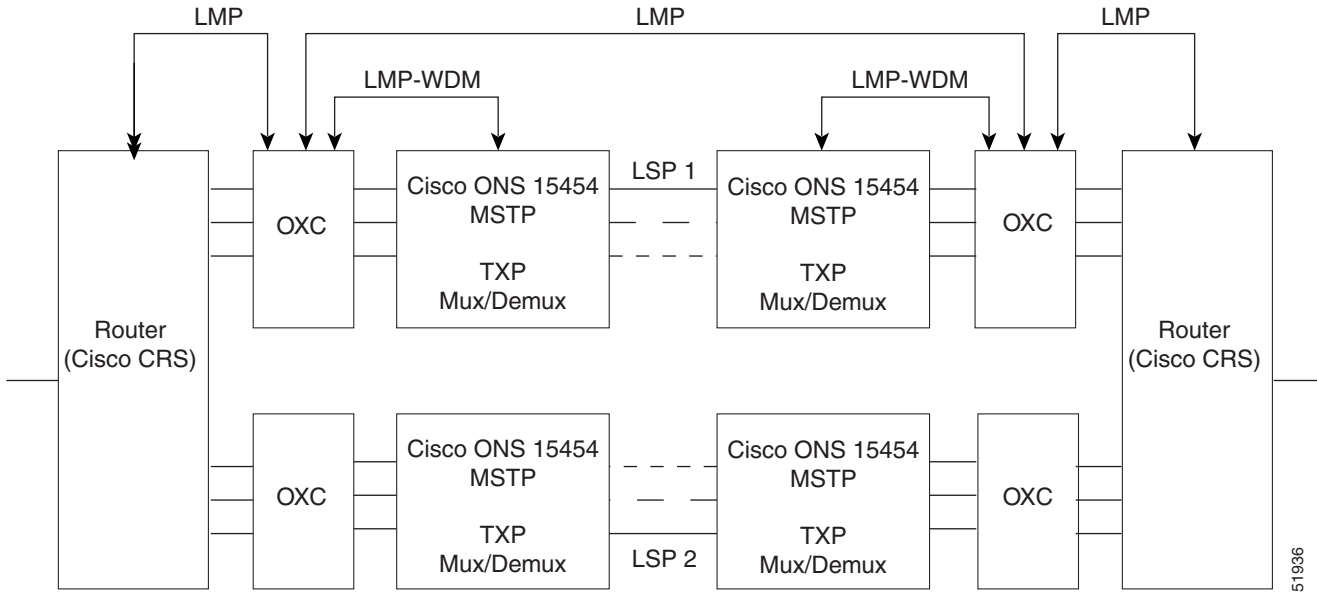 LMP
LMP
LMP
LMP-WDM
LMP-WDM
LSP 1
Cisco ONS 15454
MSTP
TXP
Mux/Demux
Cisco ONS 15454
MSTP
TXP
Mux/Demux
OXC
OXC
Router
(Cisco CRS)
Router
(Cisco CRS)
Cisco ONS 15454
MSTP
TXP
Mux/Demux
Cisco ONS 15454
MSTP
TXP
Mux/Demux
OXC
OXC
LSP 2
51936